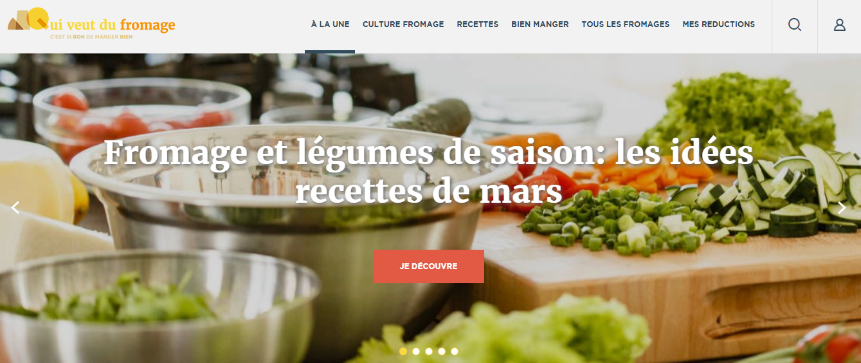 Qui veut du fromage
C'EST SI BON DE MANGER BIEN
À LA UNE
CULTURE FROMAGE
RECETTES
BIEN MANGER
TOUS LES FROMAGES
MES REDUCTIONS
Fromage et légumes de saison: les idées
recettes de mars
JE DÉCOUVRE